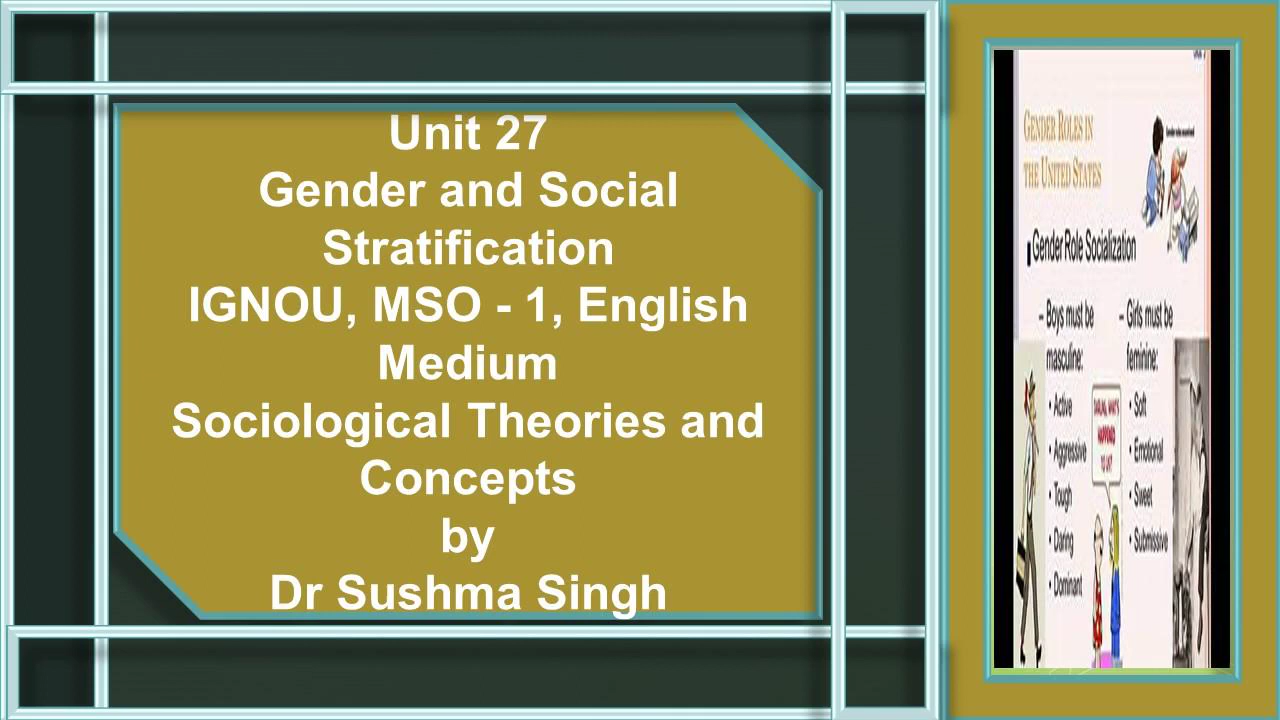 Unit 27
Gender and Social
Stratification
IGNOU, MSO - 1, English
Medium
Sociological Theories and
Concepts
by
Dr Sushma Singh
GENDER ROLES IN
THE UNITED STATES
Gender Role Socialization
– Boys must be
masculine:
• Active
• Aggressive
• Tough
• Daring
• Dominant
– Girls must be
feminine:
• Soft
• Emotional
• Sweet
• Submissive